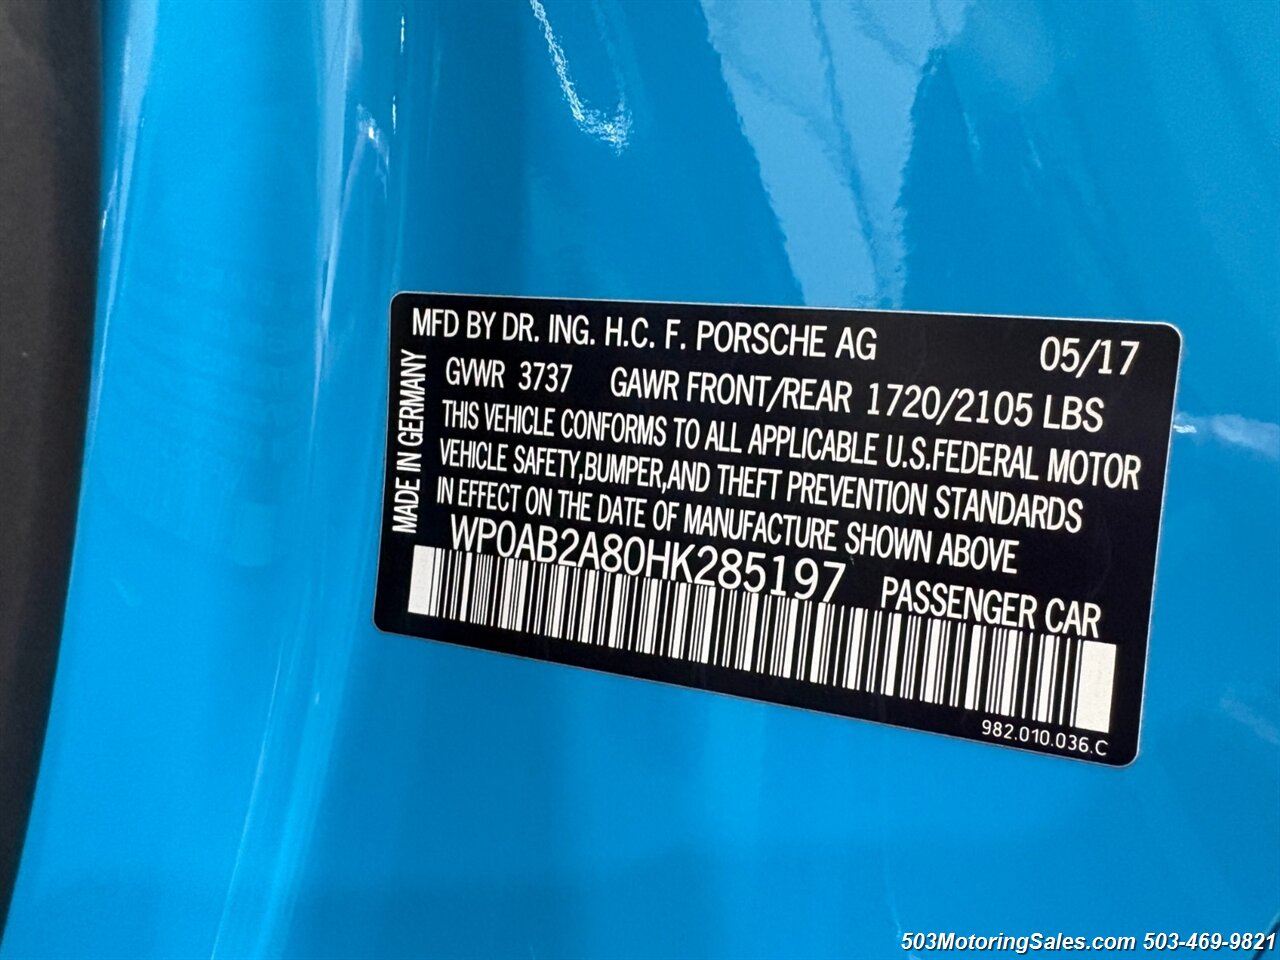 MFD BY DR. ING. H.C. F. PORSCHE AG 05/17
GVWR 3737 GAWR FRONT/REAR 1720/2105 LBS
THIS VEHICLE CONFORMS TO ALL APPLICABLE U.S.FEDERAL MOTOR
VEHICLE SAFETY,BUMPER,AND THEFT PREVENTION STANDARDS
IN EFFECT ON THE DATE OF MANUFACTURE SHOWN ABOVE
WP0AB2A80HK285197 PASSENGER CAR
982.010.036.C
MADE IN GERMANY
503MotoringSales.com 503-469-9821